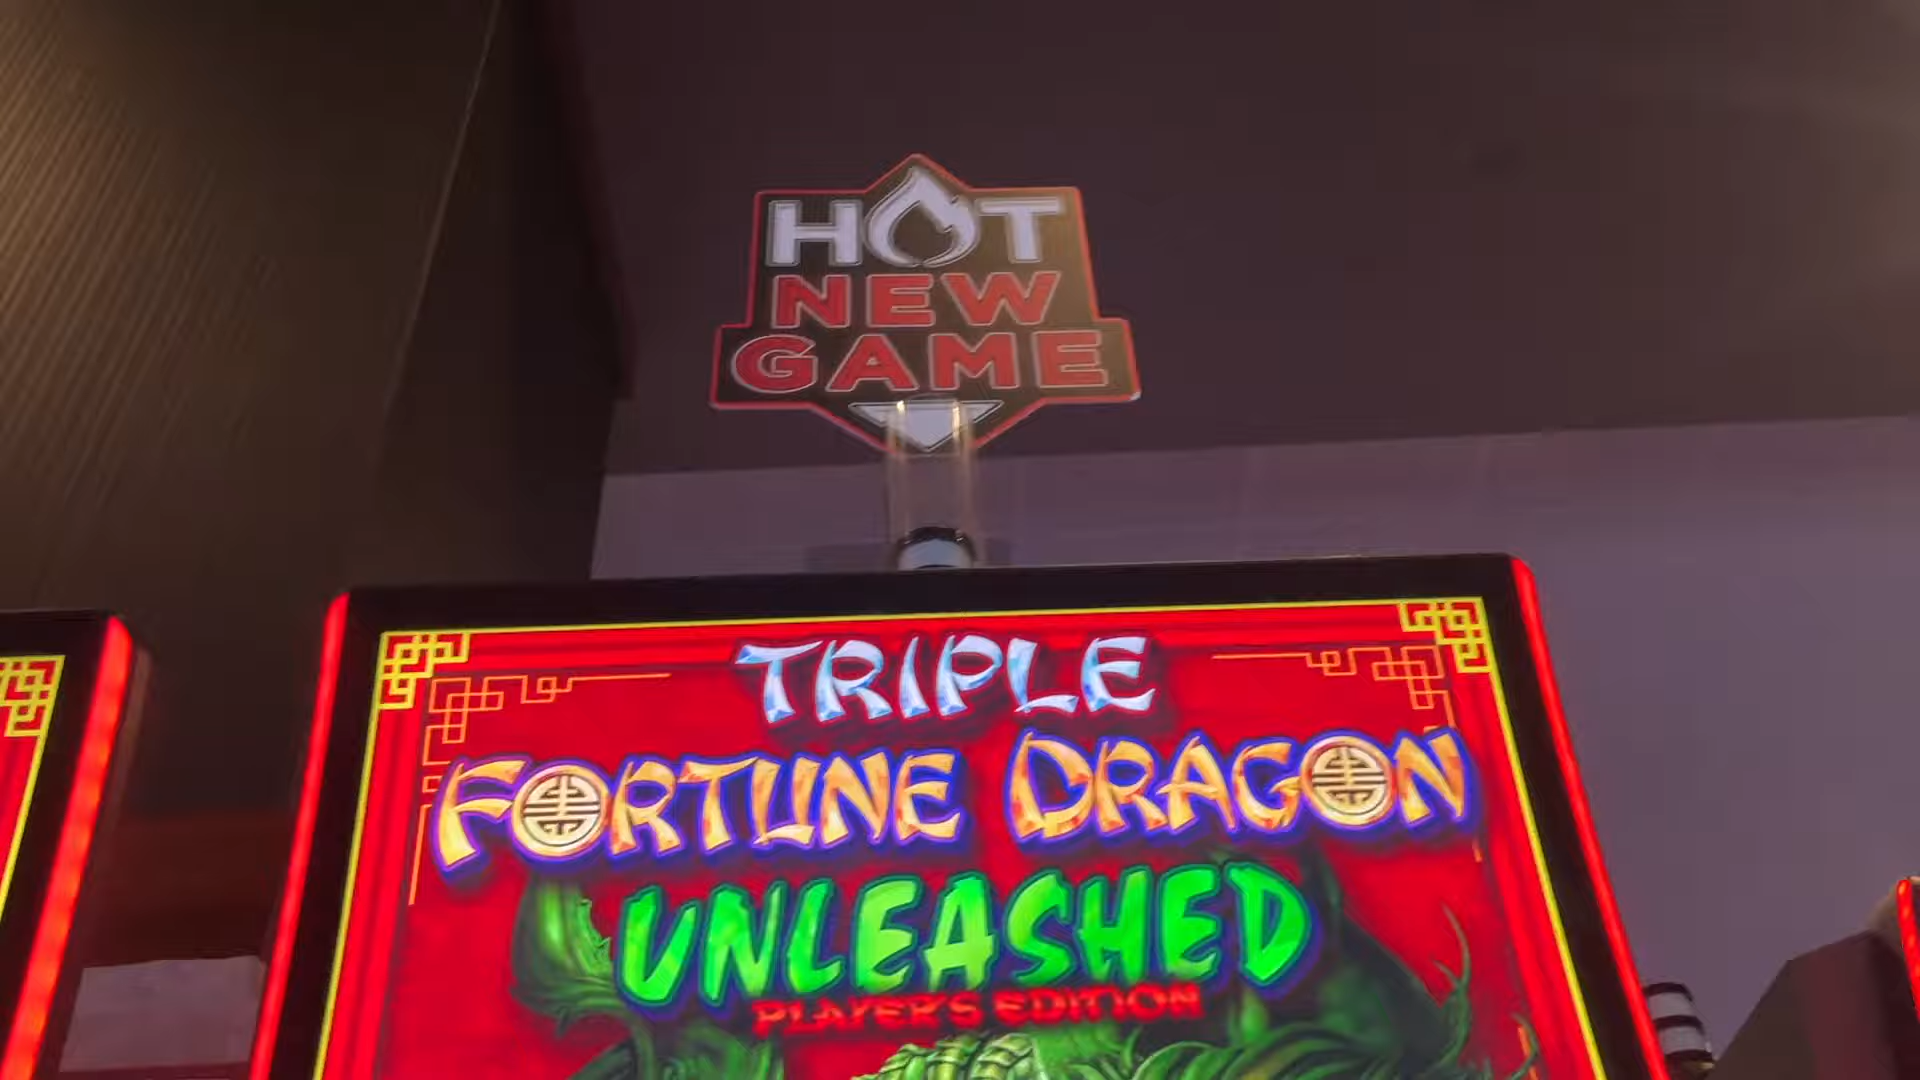 HOT
NEW
GAME
TRIPLE
FORTUNE DRAGON
UNLEASHED
PLAYER'S EDITION